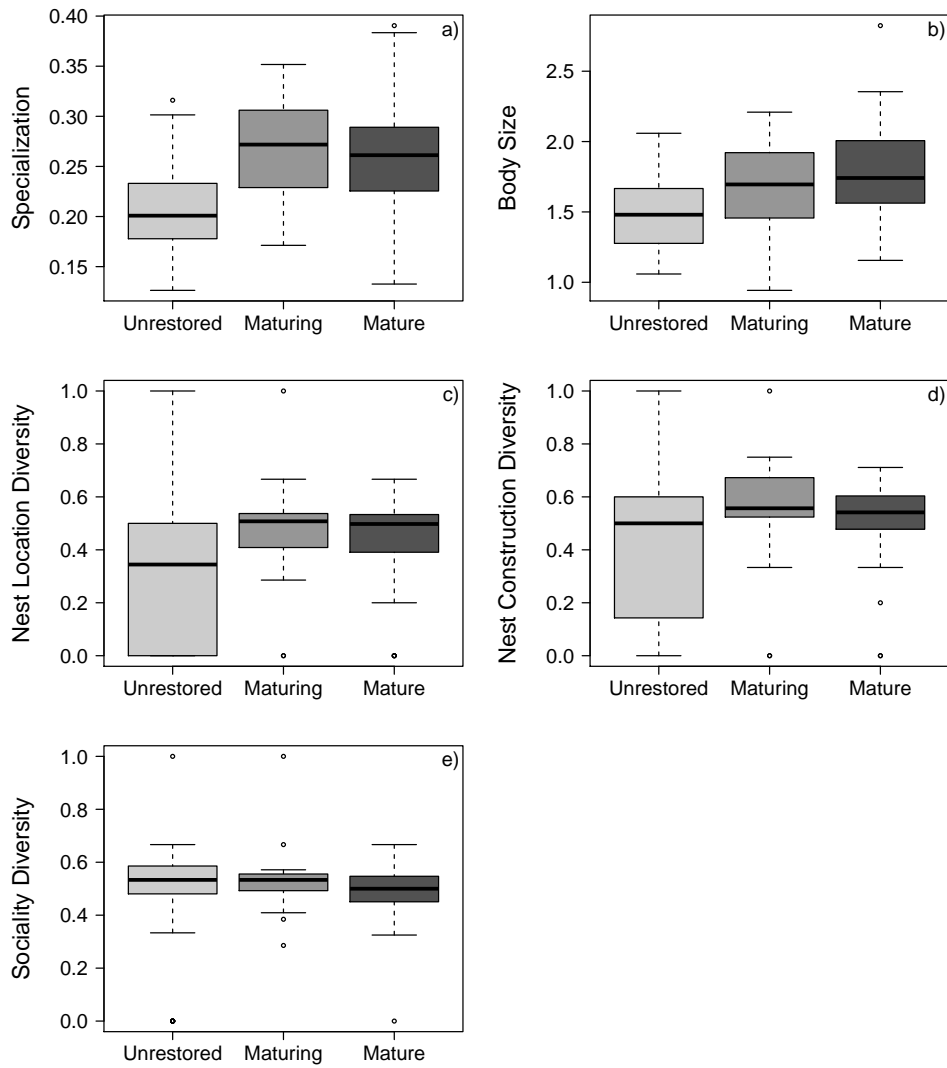 a)
Specialization
0.40
0.35
0.30
0.25
0.20
0.15
Unrestored Maturing Mature
b)
Body Size
2.5
2.0
1.5
1.0
Unrestored Maturing Mature
c)
Nest Location Diversity
1.0
0.8
0.6
0.4
0.2
0.0
Unrestored Maturing Mature
d)
Nest Construction Diversity
1.0
0.8
0.6
0.4
0.2
0.0
Unrestored Maturing Mature
e)
Sociality Diversity
1.0
0.8
0.6
0.4
0.2
0.0
Unrestored Maturing Mature